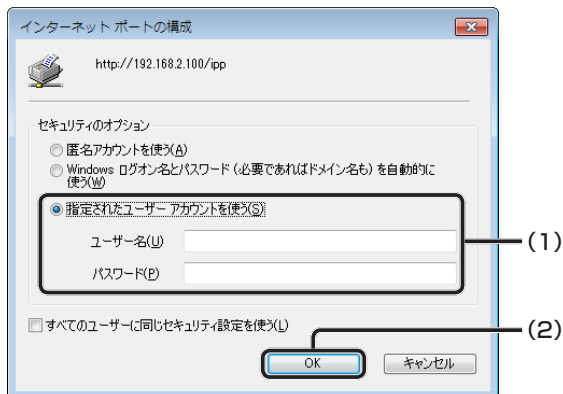 インターネット ポートの構成
http://192.168.2.100/ipp
セキュリティのオプション
匿名アカウントを使う(A)
Windows ログオン名とパスワード (必要であればドメイン名も) を自動的に
使う(W)
指定されたユーザー アカウントを使う(S)
ユーザー名(U)
(1)
パスワード(P)
すべてのユーザーに同じセキュリティ設定を使う(L)
(2)
OK
キャンセル